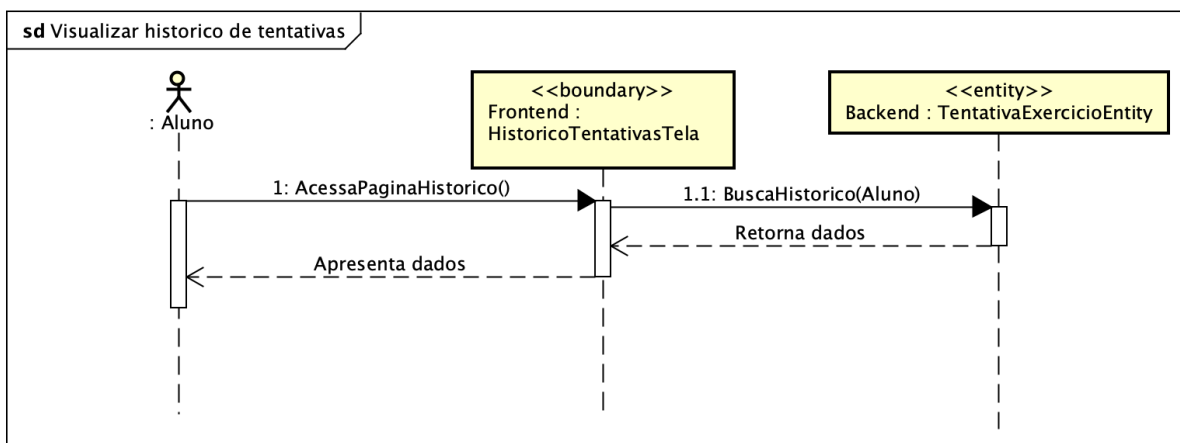 sd Visualizar historico de tentativas
: Aluno
<<boundary>>
Frontend :
HistoricoTentativasTela
<<entity>>
Backend : TentativaExercicioEntity
1: AcessaPaginaHistorico()
1.1: BuscaHistorico(Aluno)
Retorna dados
Apresenta dados